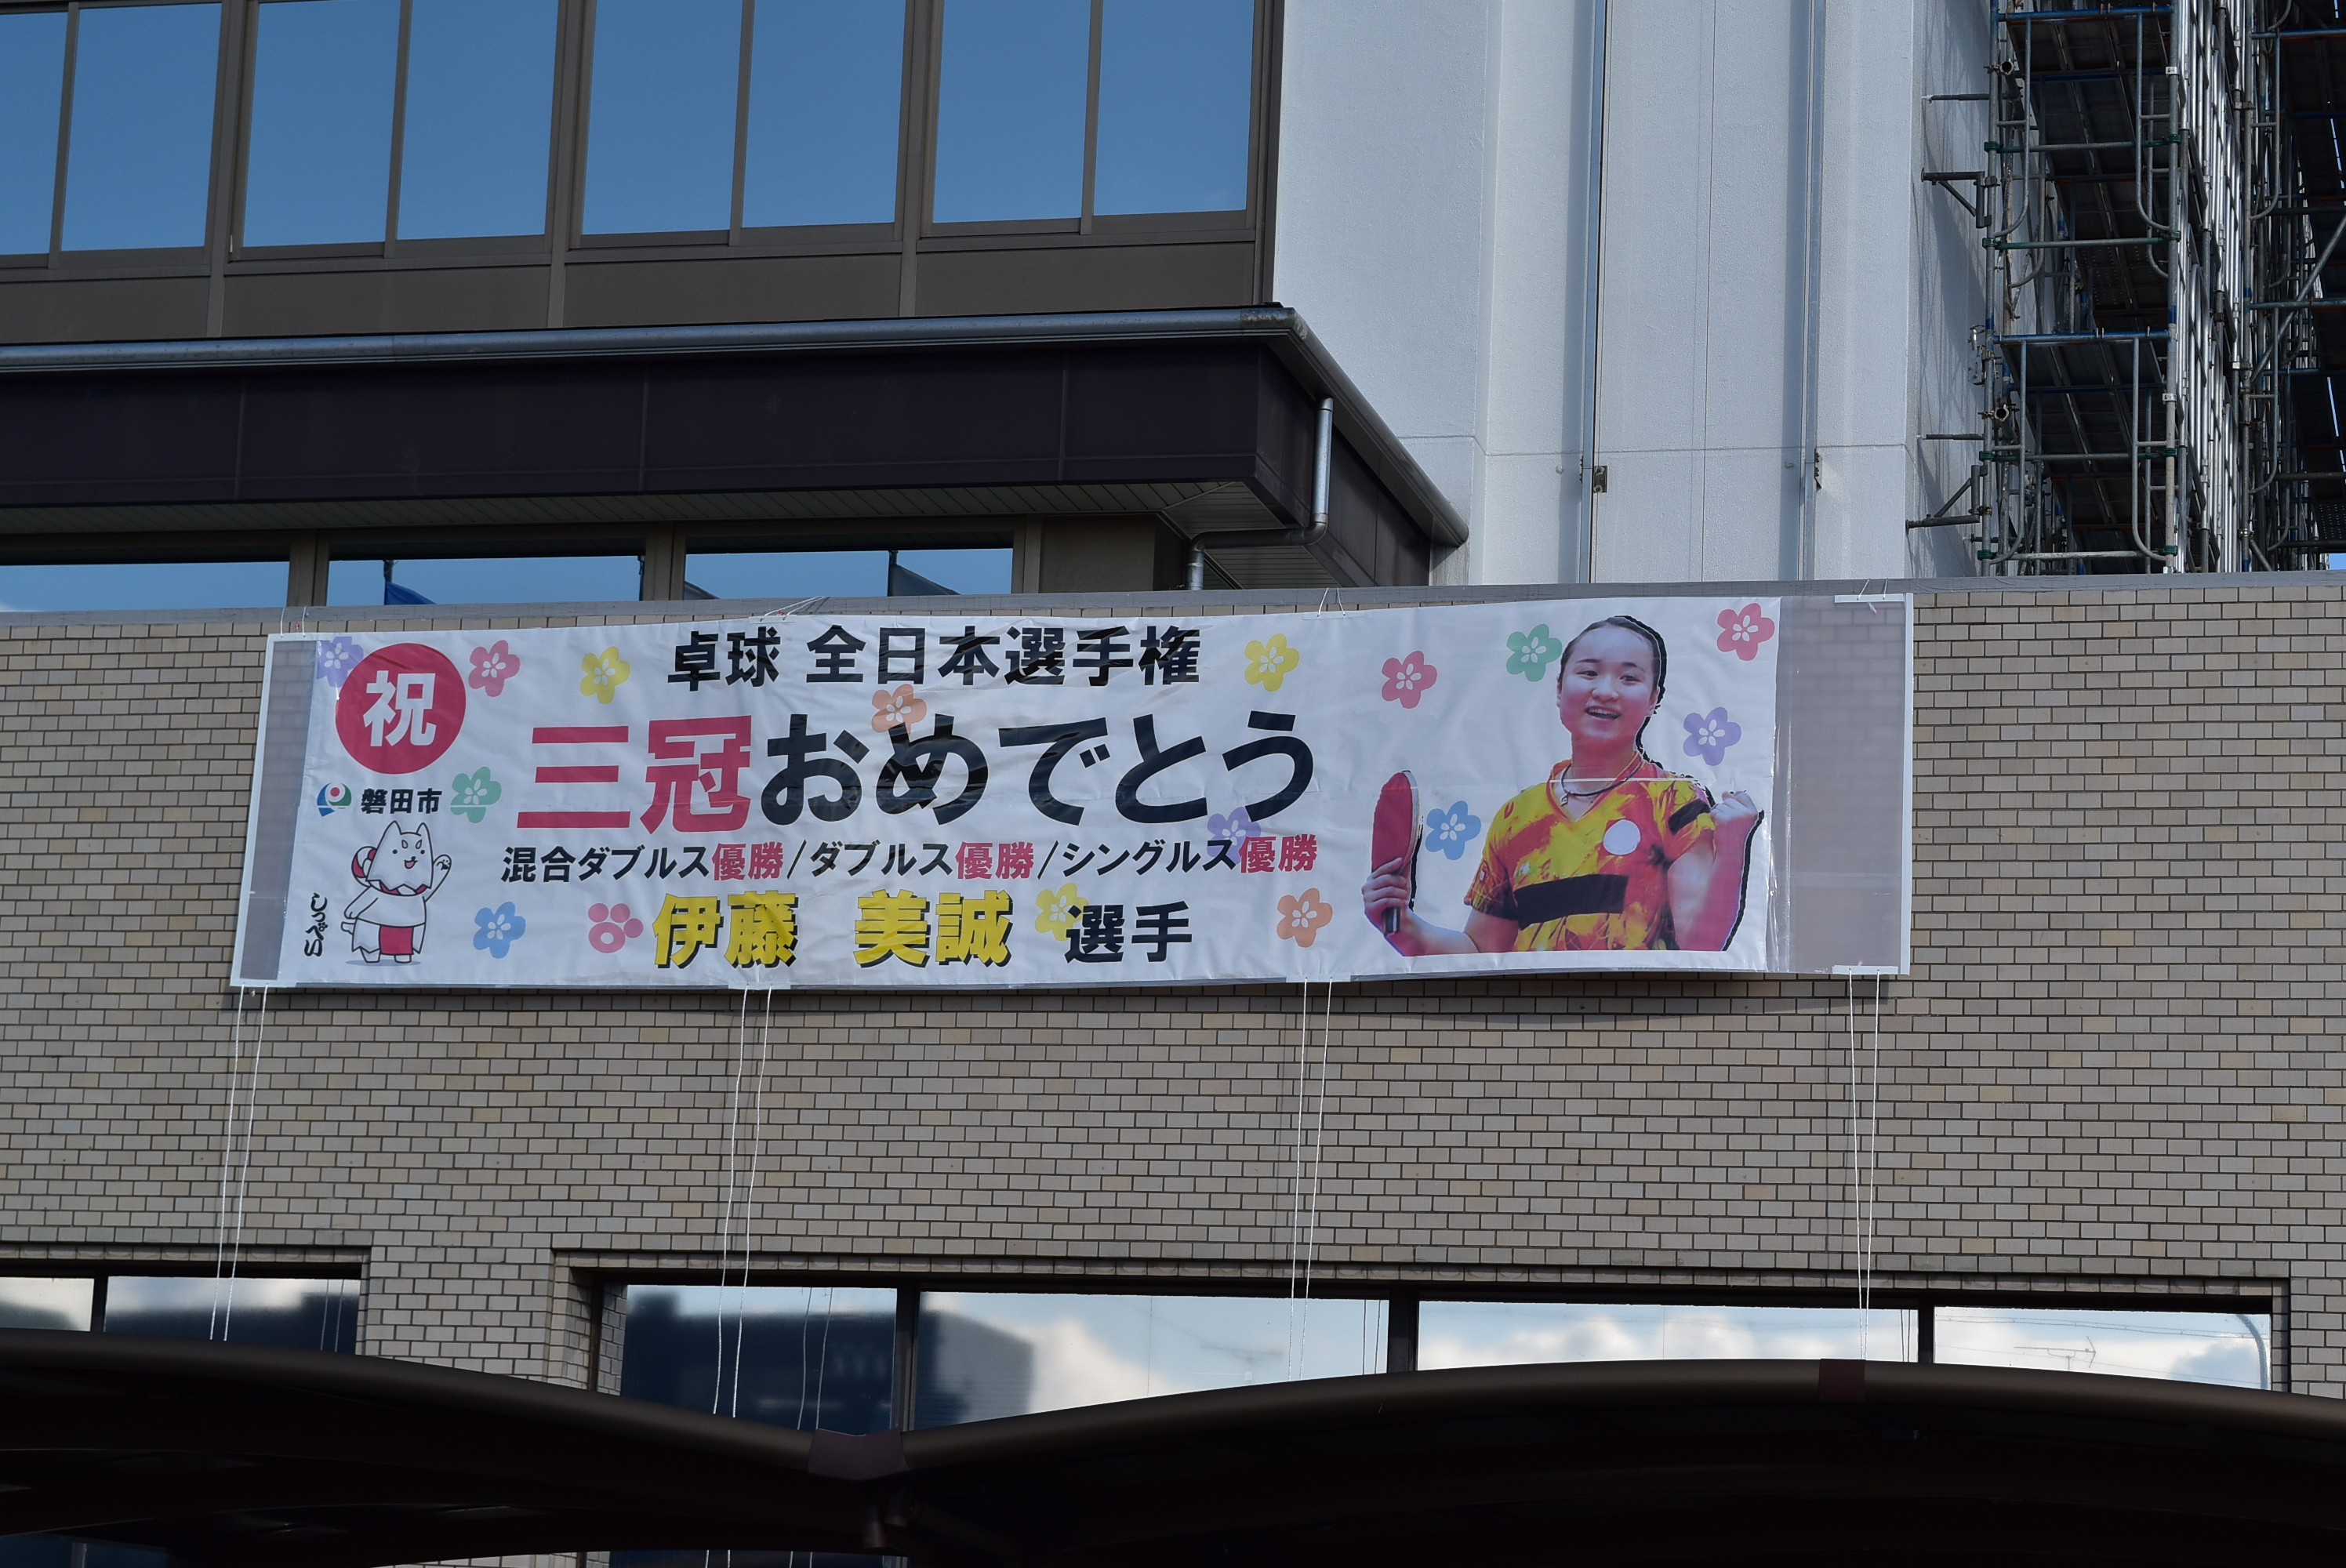 祝
卓球 全日本選手権
三冠おめでとう
磐田市
混合ダブルス優勝/ダブルス優勝/シングルス優勝
しっぺい
伊藤 美誠 選手